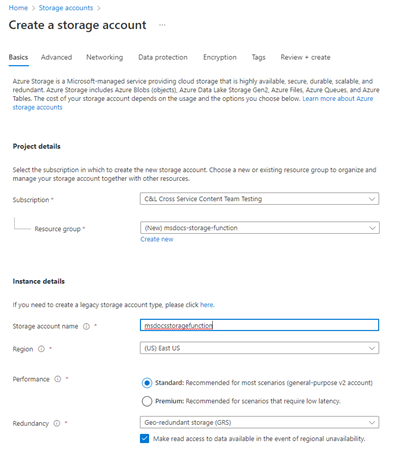 Home > Storage accounts >
Create a storage account ...
Basics Advanced Networking Data protection Encryption Tags Review + create
Azure Storage is a Microsoft-managed service providing cloud storage that is highly available, secure, durable, scalable, and
redundant. Azure Storage includes Azure Blobs (objects), Azure Data Lake Storage Gen2, Azure Files, Azure Queues, and Azure
Tables. The cost of your storage account depends on the usage and the options you choose below. Learn more about Azure
storage accounts
Project details
Select the subscription in which to create the new storage account. Choose a new or existing resource group to organize and
manage your storage account together with other resources.
Subscription * C&L Cross Service Content Team Testing
Resource group * (New) msdocs-storage-function
Create new
Instance details
If you need to create a legacy storage account type, please click here.
Storage account name * msdocsstoragefunction
Region * (US) East US
Performance * Standard: Recommended for most scenarios (general-purpose v2 account)
Premium: Recommended for scenarios that require low latency.
Redundancy * Geo-redundant storage (GRS)
Make read access to data available in the event of regional unavailability.